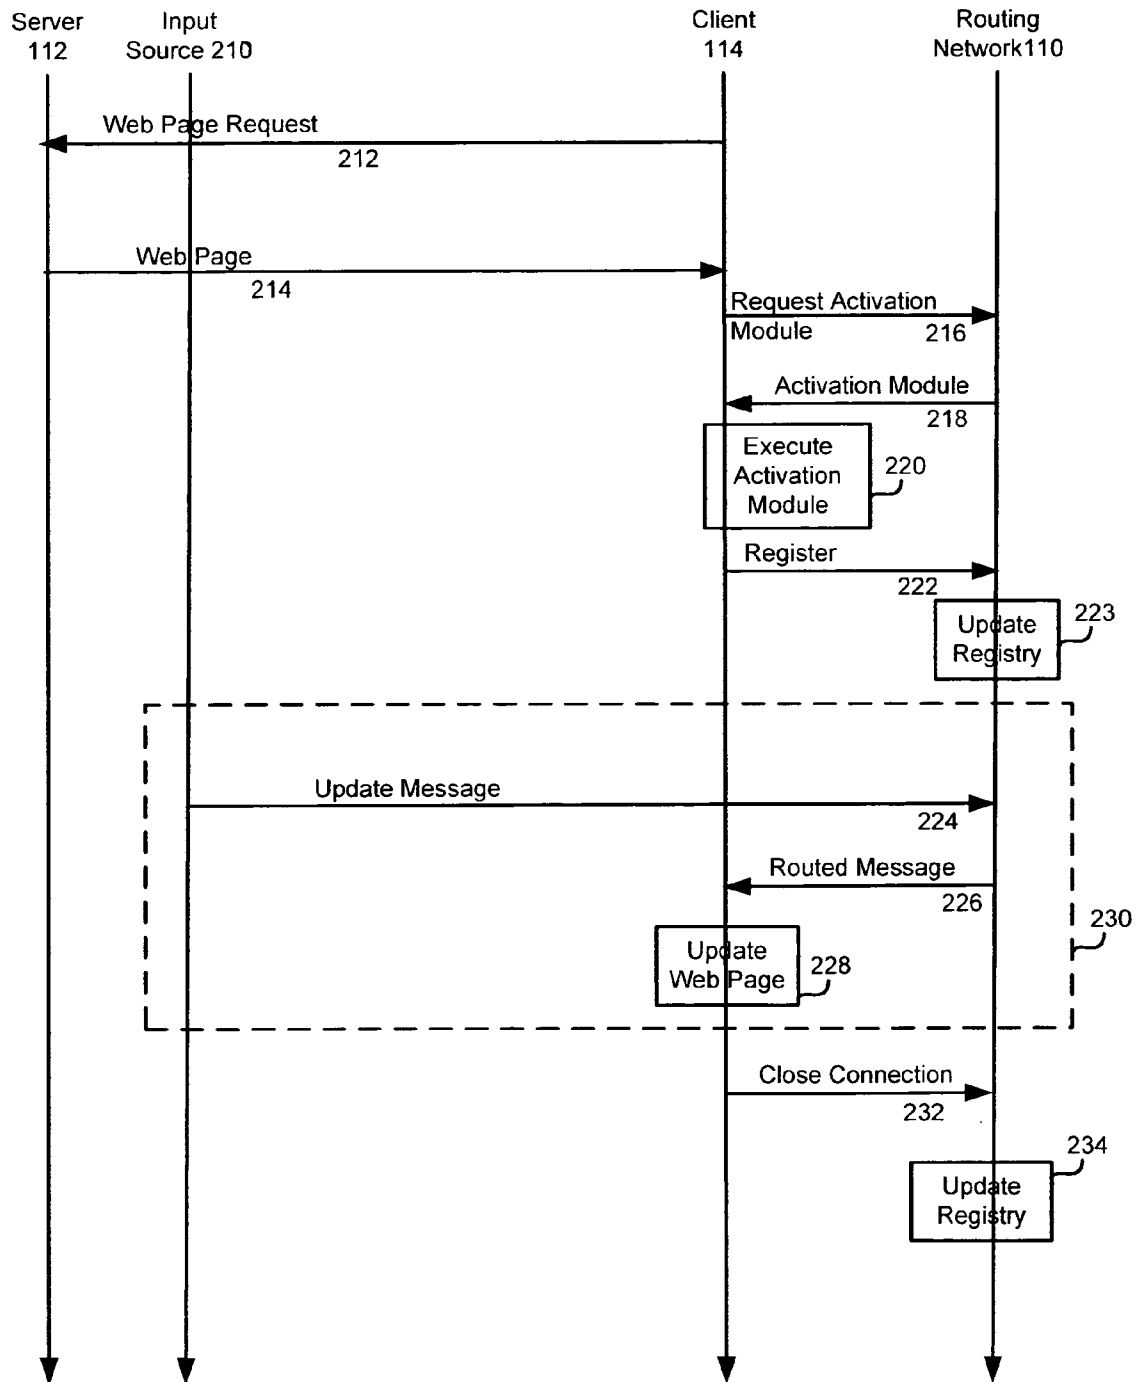 Server
112
Input
Source 210
Client
114
Routing
Network110
Web Page Request
212
Web Page
214
Request Activation
Module
216
Activation Module
218
Execute
Activation
Module
220
Register
222
Update
Registry
223
Update Message
224
Routed Message
226
Update
Web Page
228
230
Close Connection
232
234
Update
Registry